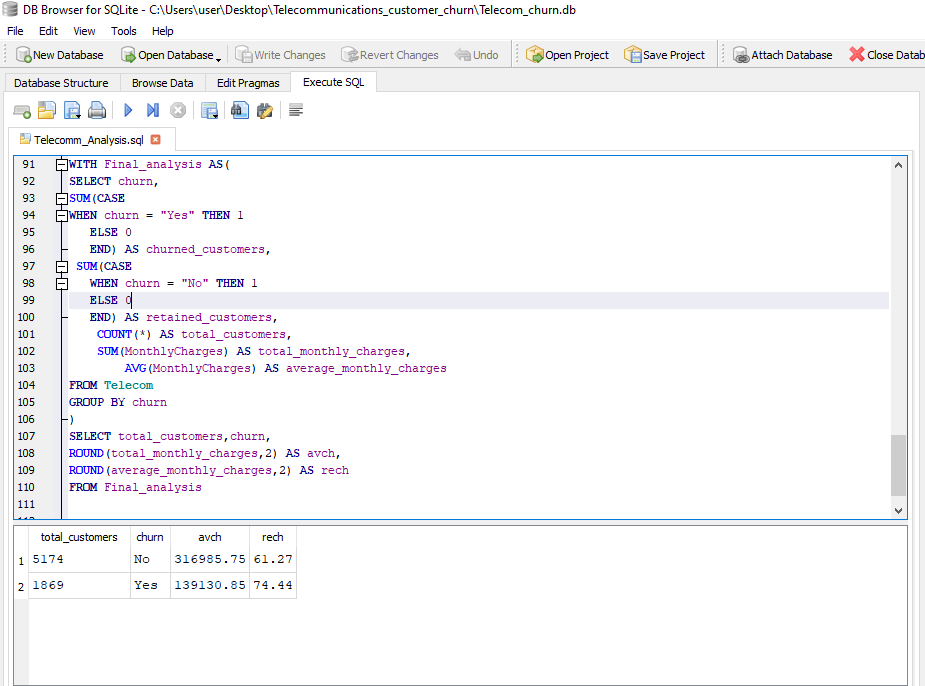 DB Browser for SQLite - C:\Users\user\Desktop\Telecommunications_customer_churn\Telecom_churn.db
File Edit View Tools Help
New Database Open Database Write Changes Revert Changes Undo Open Project Save Project Attach Database Close Datab
Database Structure Browse Data Edit Pragmas Execute SQL
Telecomm_Analysis.sql
91 WITH Final_analysis AS(
92 SELECT churn,
93 SUM(CASE
94 WHEN churn = "Yes" THEN 1
95 ELSE 0
96 END) AS churned_customers,
97 SUM(CASE
98 WHEN churn = "No" THEN 1
99 ELSE 0
100 END) AS retained_customers,
101 COUNT(*) AS total_customers,
102 SUM(MonthlyCharges) AS total_monthly_charges,
103 AVG(MonthlyCharges) AS average_monthly_charges
104 FROM Telecom
105 GROUP BY churn
106 )
107 SELECT total_customers,churn,
108 ROUND(total_monthly_charges,2) AS avch,
109 ROUND(average_monthly_charges,2) AS rech
110 FROM Final_analysis
111
total_customers churn avch rech
1 5174 No 316985.75 61.27
2 1869 Yes 139130.85 74.44